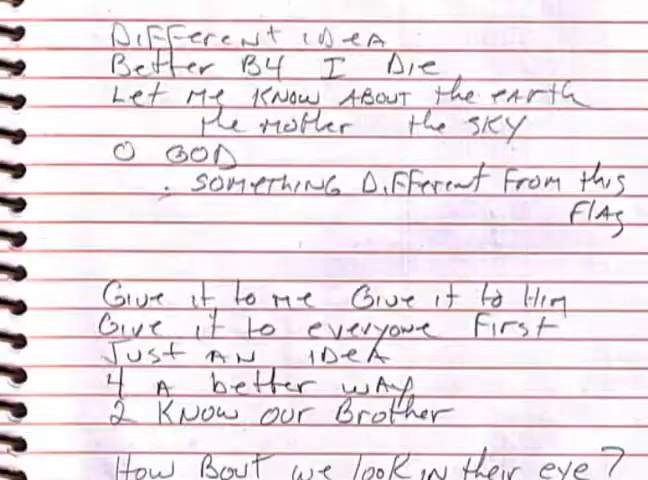 DiFFerent iDeA
Better B4 I Die
Let me KNOW ABOUT the eArth
the mother the SKY
O GOD
. SOMETHING DiFFerent From this
FlAg
Give it to me Give it to Him
Give it to everyone First
Just AN iDeA
4 A better wAy
2 KNOW our Brother
How Bout we look IN their eye?